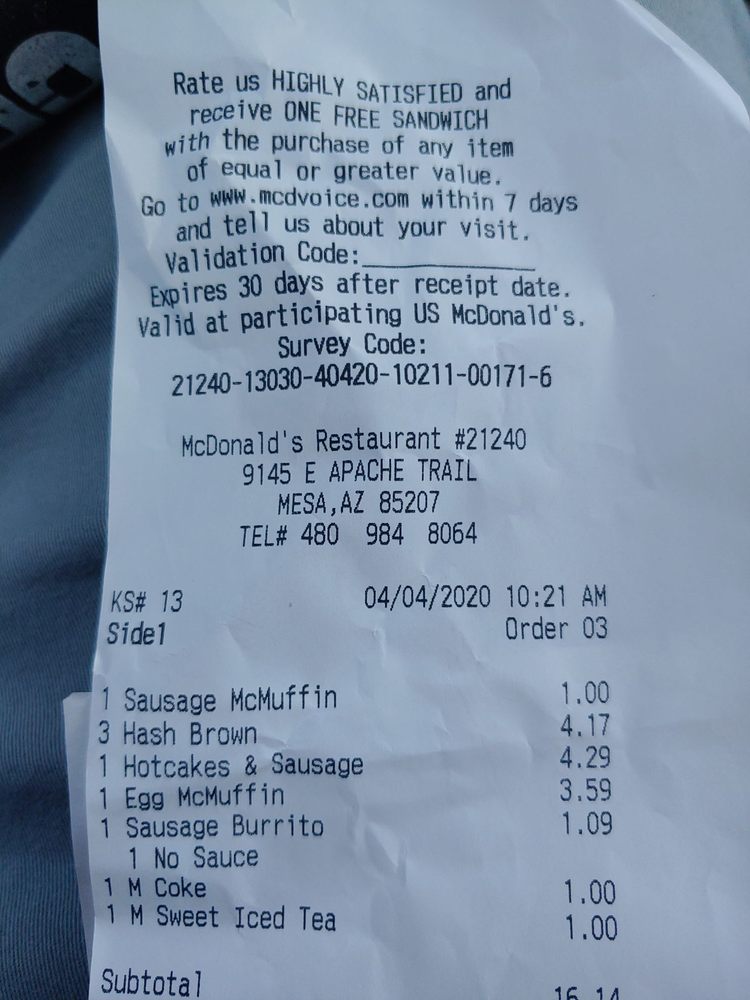 Rate us HIGHLY SATISFIED and
receive ONE FREE SANDWICH
with the purchase of any item
of equal or greater value.
Go to www.mcdvoice.com within 7 days
and tell us about your visit.
Validation Code:______________
Expires 30 days after receipt date.
Valid at participating US McDonald's.
Survey Code:
21240-13030-40420-10211-00171-6
McDonald's Restaurant #21240
9145 E APACHE TRAIL
MESA,AZ 85207
TEL# 480 984 8064
KS# 13 04/04/2020 10:21 AM
Side1 Order 03
1 Sausage McMuffin 1.00
3 Hash Brown 4.17
1 Hotcakes & Sausage 4.29
1 Egg McMuffin 3.59
1 Sausage Burrito 1.09
1 No Sauce
1 M Coke 1.00
1 M Sweet Iced Tea 1.00
Subtotal 16.14